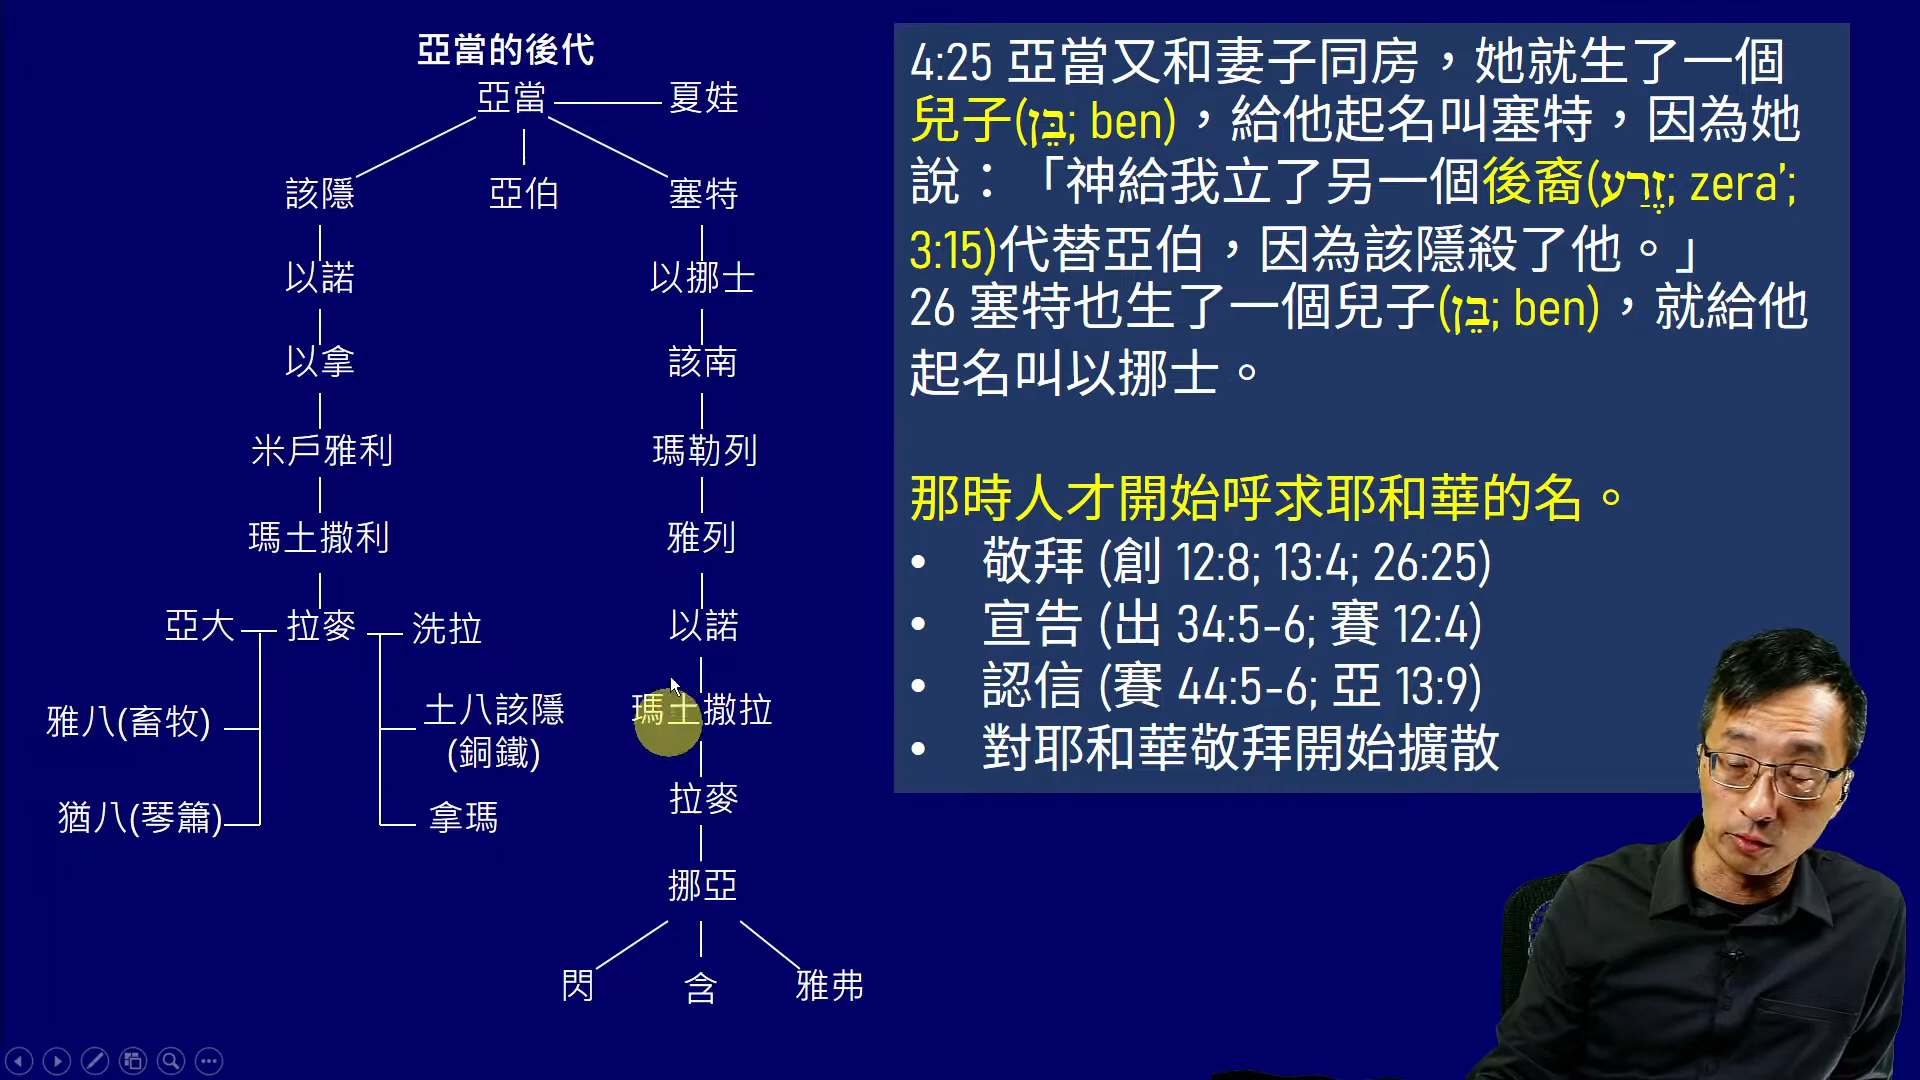 亞當的後代
亞當 夏娃
該隱 亞伯 塞特
以諾 以挪士
以拿 該南
米戶雅利 瑪勒列
瑪土撒利 雅列
亞大 拉麥 洗拉 以諾
雅八(畜牧) 土八該隱 瑪土撒拉
(銅鐵)
猶八(琴簫) 拿瑪 拉麥
挪亞
閃 含 雅弗
4:25 亞當又和妻子同房，她就生了一個
兒子(בֵּן; ben)，給他起名叫塞特，因為她
說：「神給我立了另一個後裔(זֶרַע; zera’;
3:15)代替亞伯，因為該隱殺了他。」
26 塞特也生了一個兒子(בֵּן; ben)，就給他
起名叫以挪士。
那時人才開始呼求耶和華的名。
• 敬拜 (創 12:8; 13:4; 26:25)
• 宣告 (出 34:5-6; 賽 12:4)
• 認信 (賽 44:5-6; 亞 13:9)
• 對耶和華敬拜開始擴散